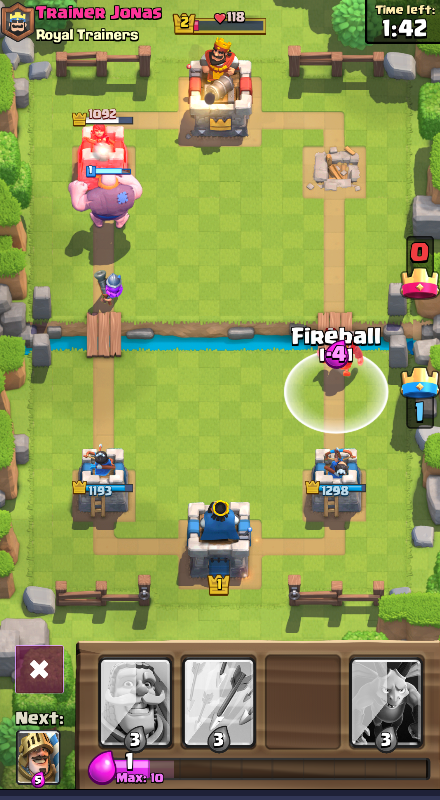 Trainer Jonas
Royal Trainers
2
118
Time left:
1:42
1092
1
0
Fireball
-4
1
1193
1298
1
Next:
5
3
3
3
1
Max: 10